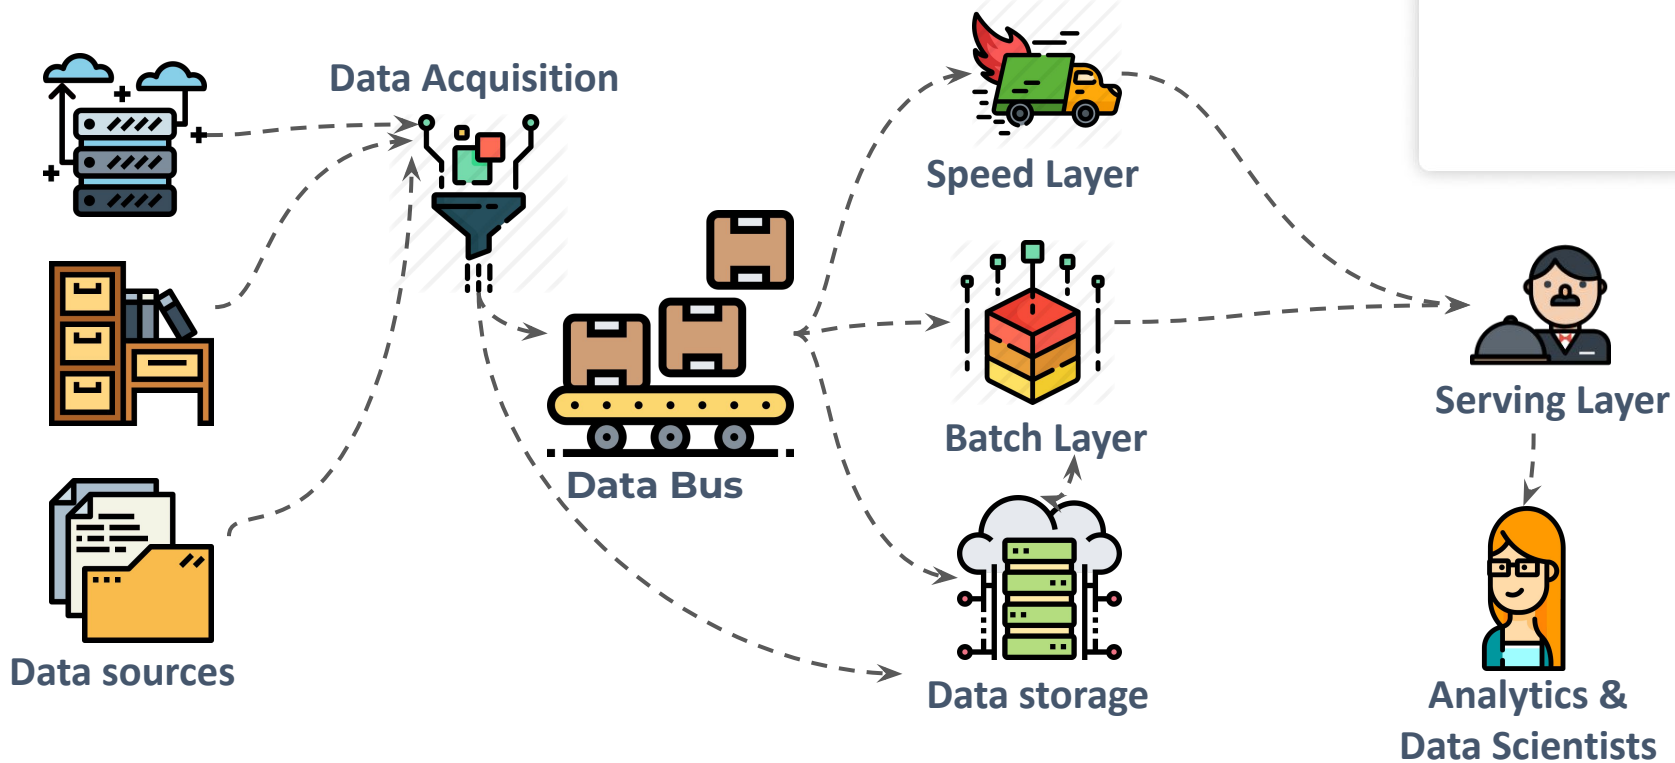 Data Acquisition
Speed Layer
Batch Layer
Serving Layer
Data Bus
Data sources
Data storage
Analytics &
Data Scientists